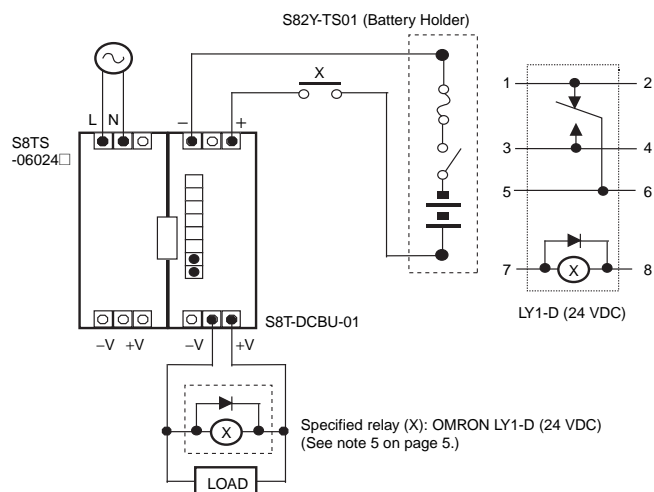 S82Y-TS01 (Battery Holder)
X
L N
− +
S8TS
-06024□
1 2
3 4
5 6
7 X 8
LY1-D (24 VDC)
S8T-DCBU-01
−V +V −V +V
X
Specified relay (X): OMRON LY1-D (24 VDC)
(See note 5 on page 5.)
LOAD